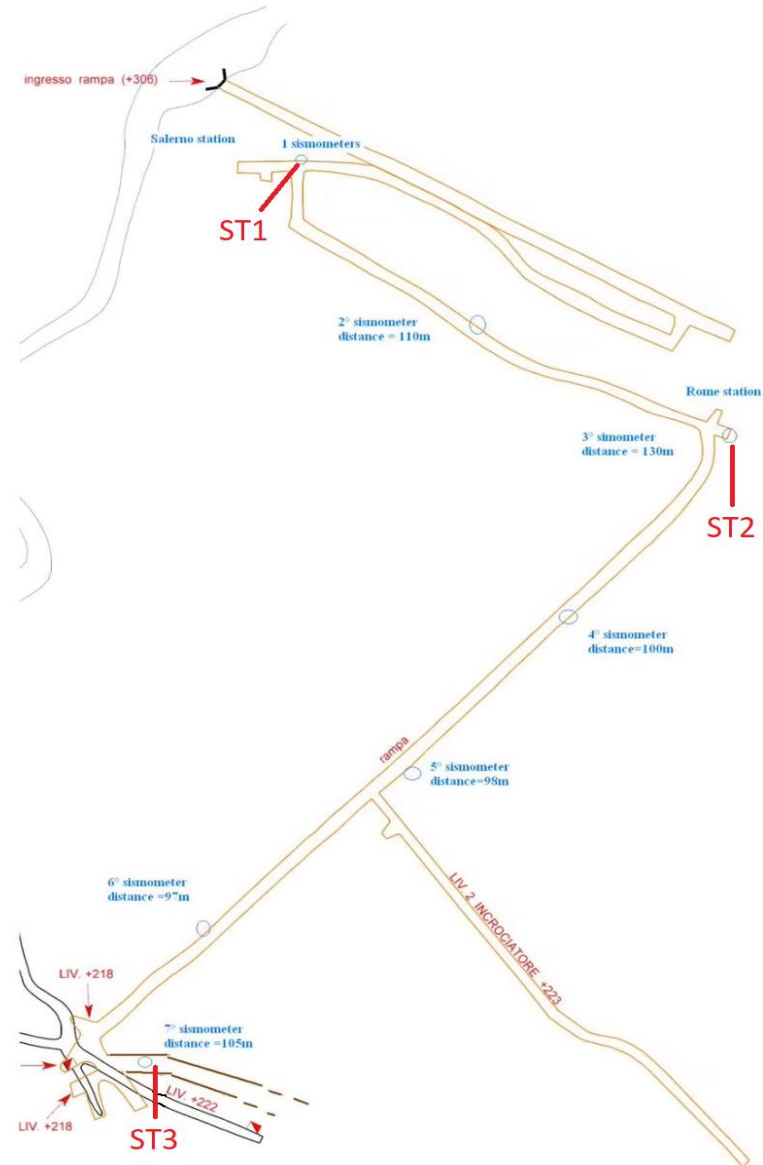 ingresso rampa (+306)
Salerno station
1 sismometers
ST1
2° sismometer
distance = 110m
Rome station
3° simometer
distance = 130m
ST2
4° sismometer
distance=100m
rampa
5° sismometer
distance=98m
LIV. 2 INCROCIATORE +223
6° sismometer
distance =97m
LIV. +218
7° sismometer
distance =105m
LIV. +222
LIV. +218
ST3